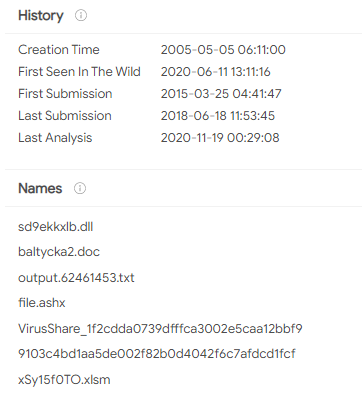 History
Creation Time 2005-05-05 06:11:00
First Seen In The Wild 2020-06-11 13:11:16
First Submission 2015-03-25 04:41:47
Last Submission 2018-06-18 11:53:45
Last Analysis 2020-11-19 00:29:08
Names
sd9ekkxlb.dll
baltycka2.doc
output.62461453.txt
file.ashx
VirusShare_1f2cdda0739dfffca3002e5caa12bbf9
9103c4bd1aa5de002f82b0d4042f6c7afdcd1fcf
xSy15f0TO.xlsm